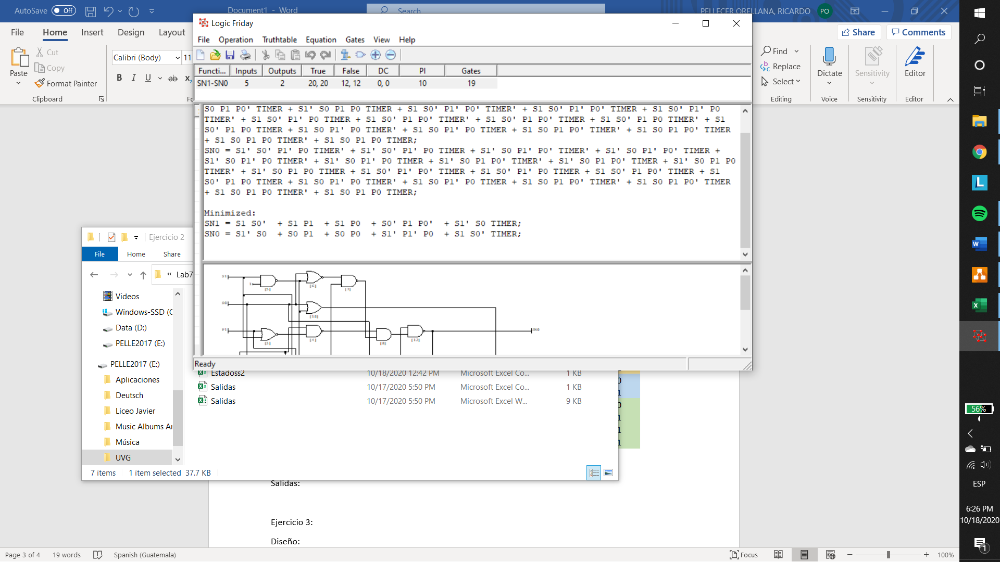 AutoSave Off Document1 - Word Search PELLECER ORELLANA, RICARDO PO
File Home Insert Design Layout Share Comments
Paste Cut Copy Format Painter Clipboard
Calibri (Body) 11
B I U ab x2
Find Replace Select Editing
Dictate Voice
Sensitivity Sensitivity
Editor Editor
Logic Friday
File Operation Truthtable Equation Gates View Help
Functi... Inputs Outputs True False DC PI Gates
SN1-SN0 5 2 20, 20 12, 12 0, 0 10 19
S0 P1 P0' TIMER + S1' S0 P1 P0 TIMER + S1 S0' P1' P0' TIMER' + S1 S0' P1' P0' TIMER + S1 S0' P1' P0
TIMER' + S1 S0' P1' P0 TIMER + S1 S0' P1 P0' TIMER' + S1 S0' P1 P0' TIMER + S1 S0' P1 P0 TIMER' + S1
S0' P1 P0 TIMER + S1 S0 P1' P0 TIMER' + S1 S0 P1' P0 TIMER + S1 S0 P1 P0' TIMER' + S1 S0 P1 P0' TIMER
+ S1 S0 P1 P0 TIMER' + S1 S0 P1 P0 TIMER;
SN0 = S1' S0' P1' P0 TIMER' + S1' S0' P1' P0 TIMER + S1' S0 P1' P0' TIMER' + S1' S0 P1' P0' TIMER +
S1' S0 P1' P0 TIMER' + S1' S0 P1' P0 TIMER + S1' S0 P1 P0' TIMER' + S1' S0 P1 P0' TIMER + S1' S0 P1 P0
TIMER' + S1' S0 P1 P0 TIMER + S1 S0' P1' P0' TIMER + S1 S0' P1' P0 TIMER + S1 S0' P1 P0' TIMER + S1
S0' P1 P0 TIMER + S1 S0 P1' P0 TIMER' + S1 S0 P1' P0 TIMER + S1 S0 P1 P0' TIMER' + S1 S0 P1 P0' TIMER
+ S1 S0 P1 P0 TIMER' + S1 S0 P1 P0 TIMER;
Minimized:
SN1 = S1 S0' + S1 P1 + S1 P0 + S0' P1 P0' + S1' S0 TIMER;
SN0 = S1' S0 + S0 P1 + S0 P0 + S1' P1' P0 + S1 S0' TIMER;
S1
S0
P1
SN0
Ready
Ejercicio 2
File Home Share
« Lab7
Videos
Windows-SSD (C
Data (D:)
PELLE2017 (E:)
PELLE2017 (E:)
Aplicaciones
Deutsch
Liceo Javier
Music Albums Ar
Música
UVG
Estadoss2 10/18/2020 12:42 PM Microsoft Excel Co... 1 KB
Salidas 10/17/2020 5:50 PM Microsoft Excel Co... 1 KB
Salidas 10/17/2020 5:50 PM Microsoft Excel W... 9 KB
7 items 1 item selected 37.7 KB
0
1
0
1
1
1
Salidas:
Ejercicio 3:
Diseño:
Page 3 of 4 19 words Spanish (Guatemala) Focus 100%
56%
ESP
6:26 PM
10/18/2020
1